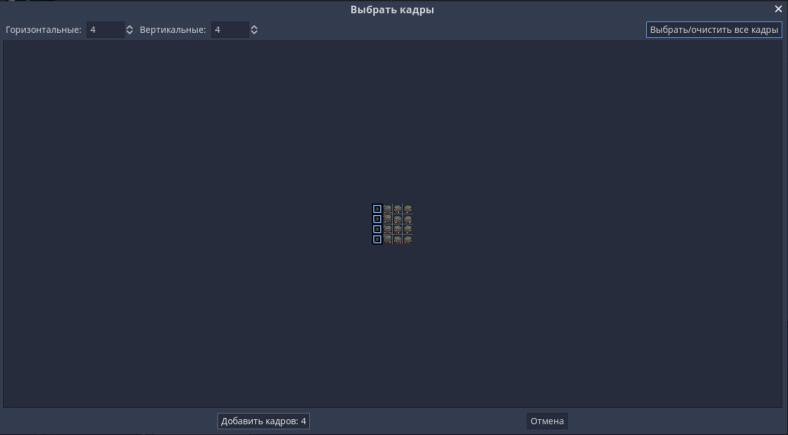 Выбрать кадры
Горизонтальные: 4 Вертикальные: 4 Выбрать/очистить все кадры
Добавить кадров: 4 Отмена